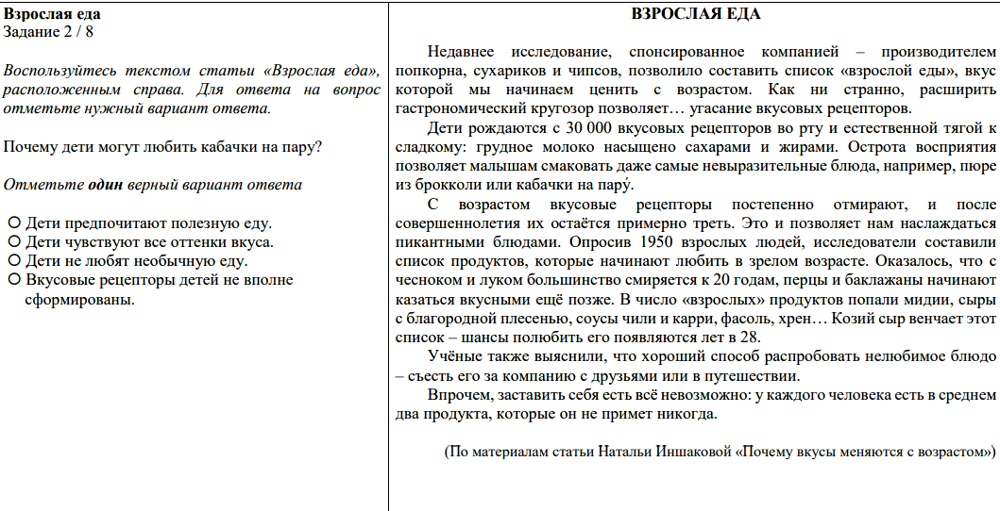 Взрослая еда
Задание 2 / 8
Воспользуйтесь текстом статьи «Взрослая еда»,
расположенным справа. Для ответа на вопрос
отметьте нужный вариант ответа.
Почему дети могут любить кабачки на пару?
Отметьте один верный вариант ответа
Дети предпочитают полезную еду.
Дети чувствуют все оттенки вкуса.
Дети не любят необычную еду.
Вкусовые рецепторы детей не вполне
сформированы.
ВЗРОСЛАЯ ЕДА
Недавнее исследование, спонсированное компанией – производителем
попкорна, сухариков и чипсов, позволило составить список «взрослой еды», вкус
которой мы начинаем ценить с возрастом. Как ни странно, расширить
гастрономический кругозор позволяет… угасание вкусовых рецепторов.
Дети рождаются с 30 000 вкусовых рецепторов во рту и естественной тягой к
сладкому: грудное молоко насыщено сахарами и жирами. Острота восприятия
позволяет малышам смаковать даже самые невыразительные блюда, например, пюре
из брокколи или кабачки на пару́.
С возрастом вкусовые рецепторы постепенно отмирают, и после
совершеннолетия их остаётся примерно треть. Это и позволяет нам наслаждаться
пикантными блюдами. Опросив 1950 взрослых людей, исследователи составили
список продуктов, которые начинают любить в зрелом возрасте. Оказалось, что с
чесноком и луком большинство смиряется к 20 годам, перцы и баклажаны начинают
казаться вкусными ещё позже. В число «взрослых» продуктов попали мидии, сыры
с благородной плесенью, соусы чили и карри, фасоль, хрен… Козий сыр венчает этот
список – шансы полюбить его появляются лет в 28.
Учёные также выяснили, что хороший способ распробовать нелюбимое блюдо
– съесть его за компанию с друзьями или в путешествии.
Впрочем, заставить себя есть всё невозможно: у каждого человека есть в среднем
два продукта, которые он не примет никогда.
(По материалам статьи Натальи Иншаковой «Почему вкусы меняются с возрастом»)